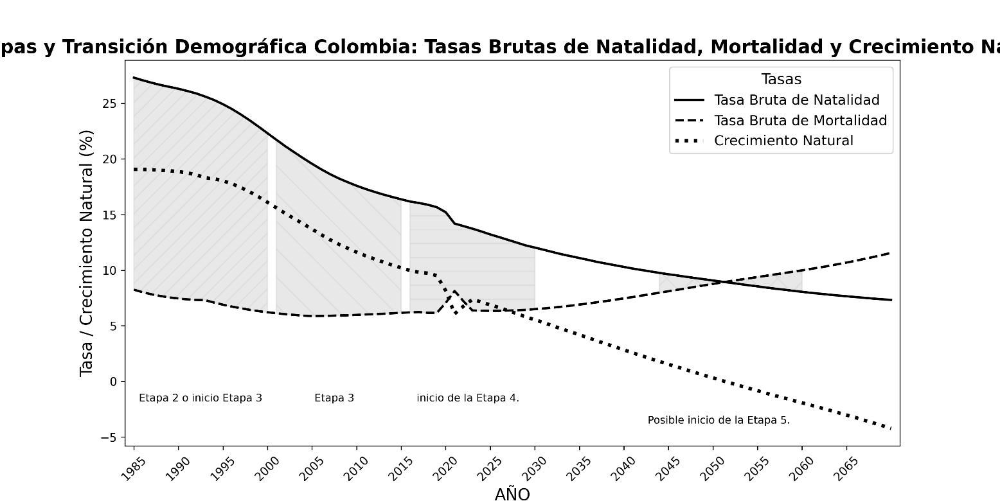 pas y Transición Demográfica Colombia: Tasas Brutas de Natalidad, Mortalidad y Crecimiento Na
Tasas
Tasa Bruta de Natalidad
Tasa Bruta de Mortalidad
Crecimiento Natural
Tasa / Crecimiento Natural (%)
25
20
15
10
5
0
−5
Etapa 2 o inicio Etapa 3
Etapa 3
inicio de la Etapa 4.
Posible inicio de la Etapa 5.
1985 1990 1995 2000 2005 2010 2015 2020 2025 2030 2035 2040 2045 2050 2055 2060 2065
AÑO